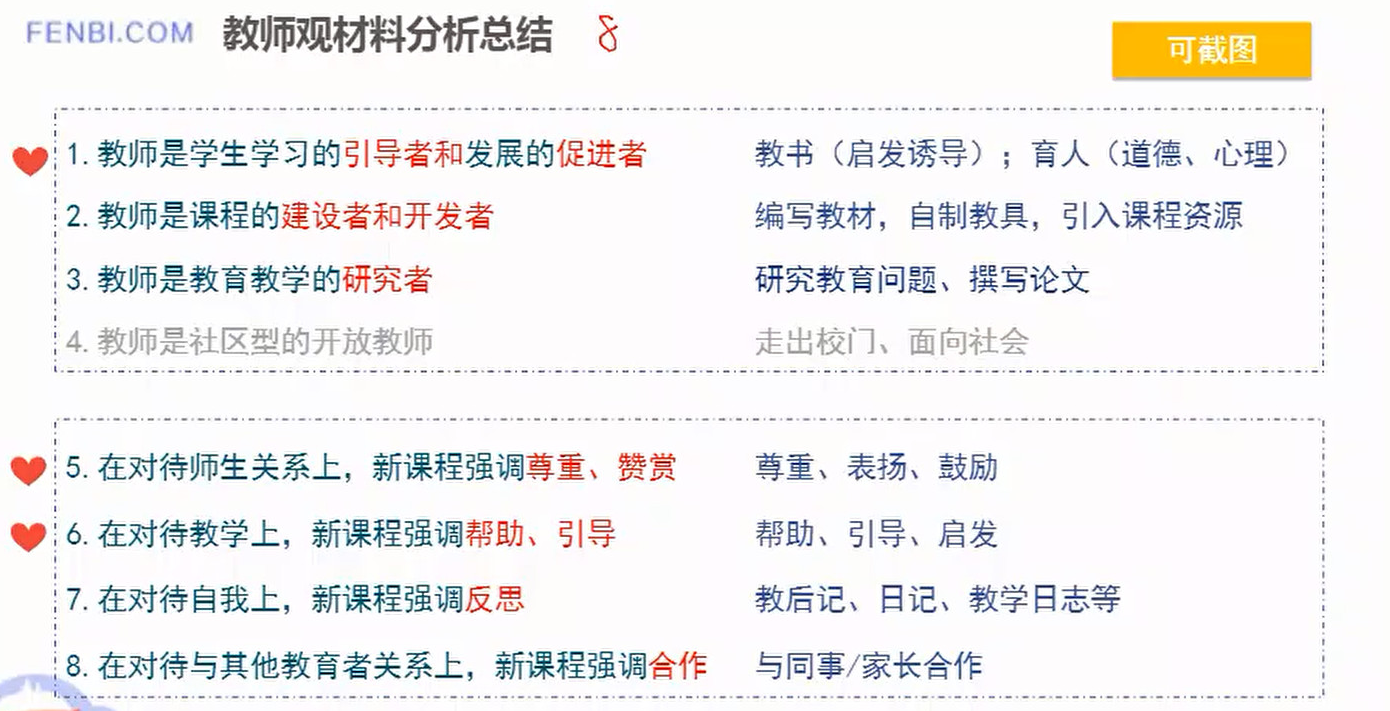 FENBI.COM 教师观材料分析总结 8 可截图
1. 教师是学生学习的引导者和发展的促进者 教书（启发诱导）；育人（道德、心理）
2. 教师是课程的建设者和开发者 编写教材，自制教具，引入课程资源
3. 教师是教育教学的研究者 研究教育问题、撰写论文
4. 教师是社区型的开放教师 走出校门、面向社会
5. 在对待师生关系上，新课程强调尊重、赞赏 尊重、表扬、鼓励
6. 在对待教学上，新课程强调帮助、引导 帮助、引导、启发
7. 在对待自我上，新课程强调反思 教后记、日记、教学日志等
8. 在对待与其他教育者关系上，新课程强调合作 与同事/家长合作